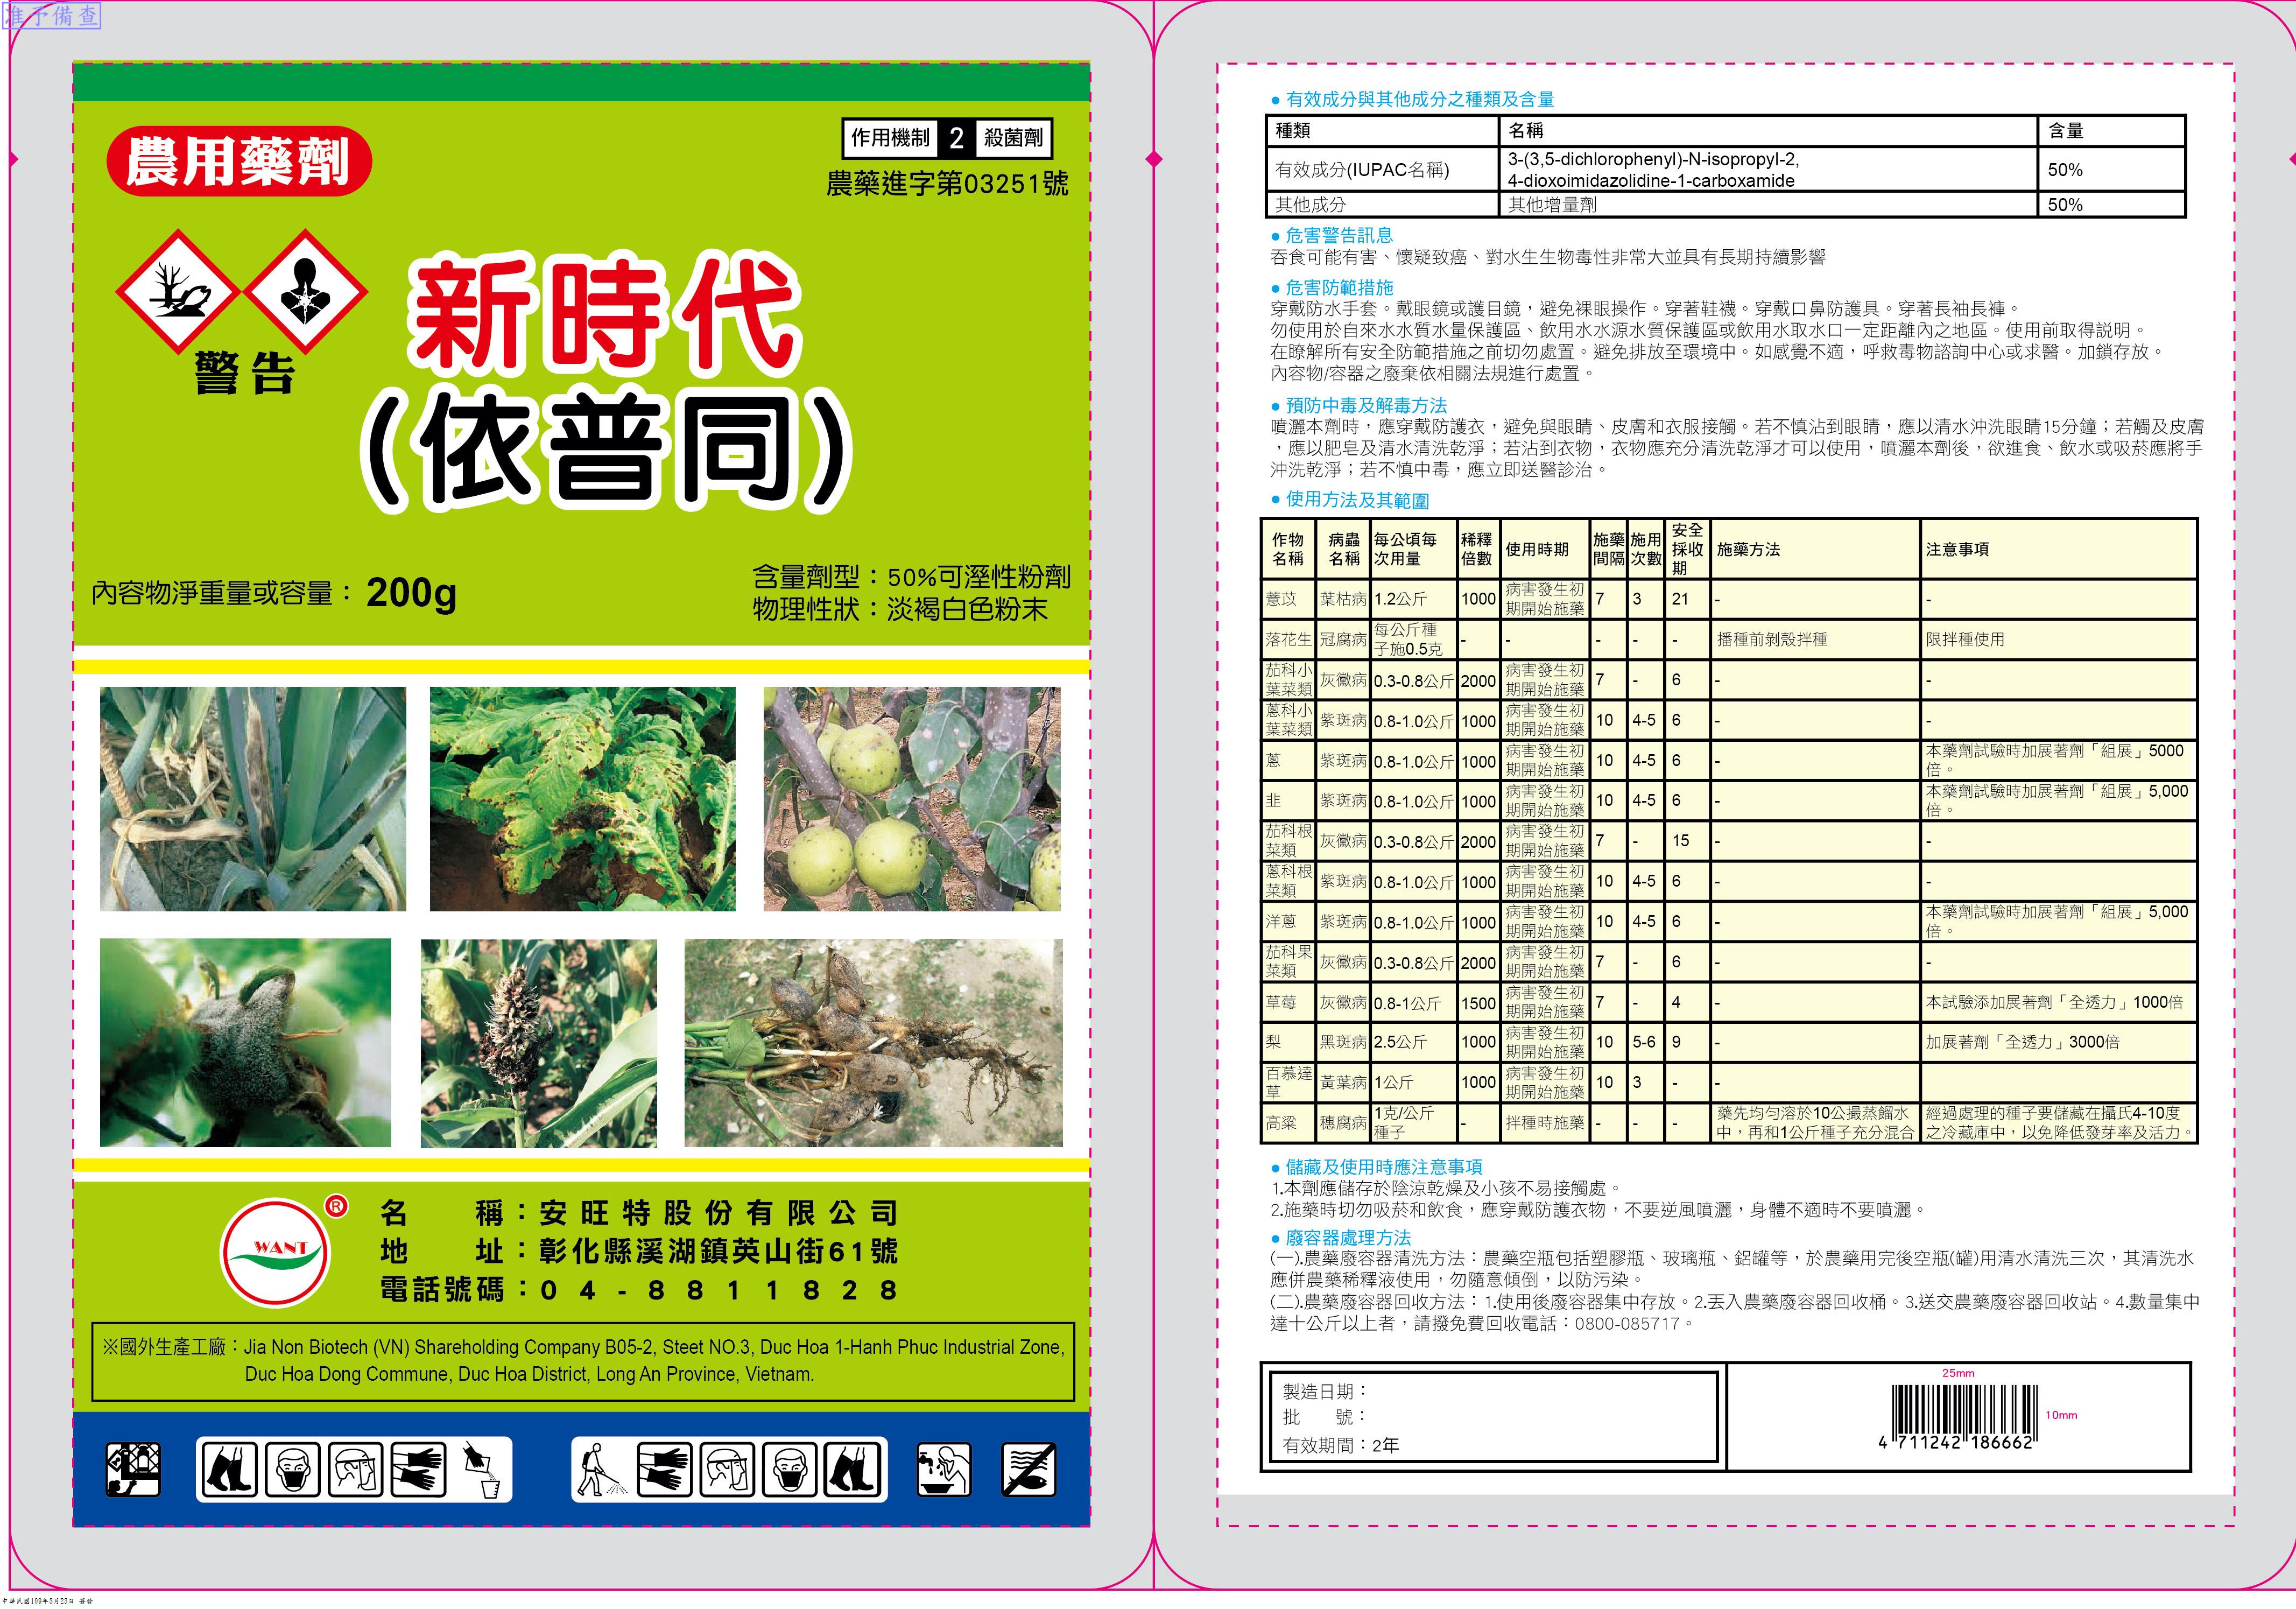 准予備查
農用藥劑
作用機制 2 殺菌劑
農藥進字第03251號
警告
新時代
(依普同)
內容物淨重量或容量： 200g
含量劑型：50%可溼性粉劑
物理性狀：淡褐白色粉末
WANT ®
名　　稱：安旺特股份有限公司
地　　址：彰化縣溪湖鎮英山街61號
電話號碼：04-8811828
※國外生產工廠：Jia Non Biotech (VN) Shareholding Company B05-2, Steet NO.3, Duc Hoa 1-Hanh Phuc Industrial Zone,
Duc Hoa Dong Commune, Duc Hoa District, Long An Province, Vietnam.
● 有效成分與其他成分之種類及含量
種類 名稱 含量
有效成分(IUPAC名稱) 3-(3,5-dichlorophenyl)-N-isopropyl-2, 50%
4-dioxoimidazolidine-1-carboxamide
其他成分 其他增量劑 50%
● 危害警告訊息
吞食可能有害、懷疑致癌、對水生生物毒性非常大並具有長期持續影響
● 危害防範措施
穿戴防水手套。戴眼鏡或護目鏡，避免裸眼操作。穿著鞋襪。穿戴口鼻防護具。穿著長袖長褲。
勿使用於自來水水質水量保護區、飲用水水源水質保護區或飲用水取水口一定距離內之地區。使用前取得說明。
在瞭解所有安全防範措施之前切勿處置。避免排放至環境中。如感覺不適，呼救毒物諮詢中心或求醫。加鎖存放。
內容物/容器之廢棄依相關法規進行處置。
● 預防中毒及解毒方法
噴灑本劑時，應穿戴防護衣，避免與眼睛、皮膚和衣服接觸。若不慎沾到眼睛，應以清水沖洗眼睛15分鐘；若觸及皮膚
，應以肥皂及清水清洗乾淨；若沾到衣物，衣物應充分清洗乾淨才可以使用，噴灑本劑後，欲進食、飲水或吸菸應將手
沖洗乾淨；若不慎中毒，應立即送醫診治。
● 使用方法及其範圍
作物名稱 病蟲名稱 每公頃每次用量 稀釋倍數 使用時期 施藥間隔 施用次數 安全採收期 施藥方法 注意事項
薏苡 葉枯病 1.2公斤 1000 病害發生初期開始施藥 7 3 21 - -
落花生 冠腐病 每公斤種子施0.5克 - - - - - 播種前剝殼拌種 限拌種使用
茄科小葉菜類 灰黴病 0.3-0.8公斤 2000 病害發生初期開始施藥 7 - 6 - -
蔥科小葉菜類 紫斑病 0.8-1.0公斤 1000 病害發生初期開始施藥 10 4-5 6 - -
蔥 紫斑病 0.8-1.0公斤 1000 病害發生初期開始施藥 10 4-5 6 - 本藥劑試驗時加展著劑「組展」5000倍。
韭 紫斑病 0.8-1.0公斤 1000 病害發生初期開始施藥 10 4-5 6 - 本藥劑試驗時加展著劑「組展」5,000倍。
茄科根菜類 灰黴病 0.3-0.8公斤 2000 病害發生初期開始施藥 7 - 15 - -
蔥科根菜類 紫斑病 0.8-1.0公斤 1000 病害發生初期開始施藥 10 4-5 6 - -
洋蔥 紫斑病 0.8-1.0公斤 1000 病害發生初期開始施藥 10 4-5 6 - 本藥劑試驗時加展著劑「組展」5,000倍。
茄科果菜類 灰黴病 0.3-0.8公斤 2000 病害發生初期開始施藥 7 - 6 - -
草莓 灰黴病 0.8-1公斤 1500 病害發生初期開始施藥 7 - 4 - 本試驗添加展著劑「全透力」1000倍
梨 黑斑病 2.5公斤 1000 病害發生初期開始施藥 10 5-6 9 - 加展著劑「全透力」3000倍
百慕達草 黃葉病 1公斤 1000 病害發生初期開始施藥 10 3 - -
高粱 穗腐病 1克/公斤種子 - 拌種時施藥 - - - 藥先均勻溶於10公撮蒸餾水中，再和1公斤種子充分混合 經過處理的種子要儲藏在攝氏4-10度之冷藏庫中，以免降低發芽率及活力。
● 儲藏及使用時應注意事項
1.本劑應儲存於陰涼乾燥及小孩不易接觸處。
2.施藥時切勿吸菸和飲食，應穿戴防護衣物，不要逆風噴灑，身體不適時不要噴灑。
● 廢容器處理方法
(一).農藥廢容器清洗方法：農藥空瓶包括塑膠瓶、玻璃瓶、鋁罐等，於農藥用完後空瓶(罐)用清水清洗三次，其清洗水
應併農藥稀釋液使用，勿隨意傾倒，以防污染。
(二).農藥廢容器回收方法：1.使用後廢容器集中存放。2.丟入農藥廢容器回收桶。3.送交農藥廢容器回收站。4.數量集中
達十公斤以上者，請撥免費回收電話：0800-085717。
製造日期：
批　　號：
有效期間：2年
25mm
10mm
4 711242 186662
中華民國109年3月23日 簽發